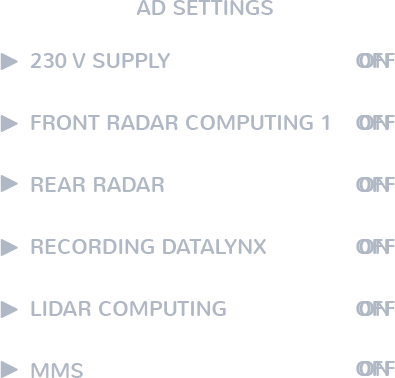 AD SETTINGS
230 V SUPPLY OFF
FRONT RADAR COMPUTING 1 OFF
REAR RADAR OFF
RECORDING DATALYNX OFF
LIDAR COMPUTING OFF
MMS OFF